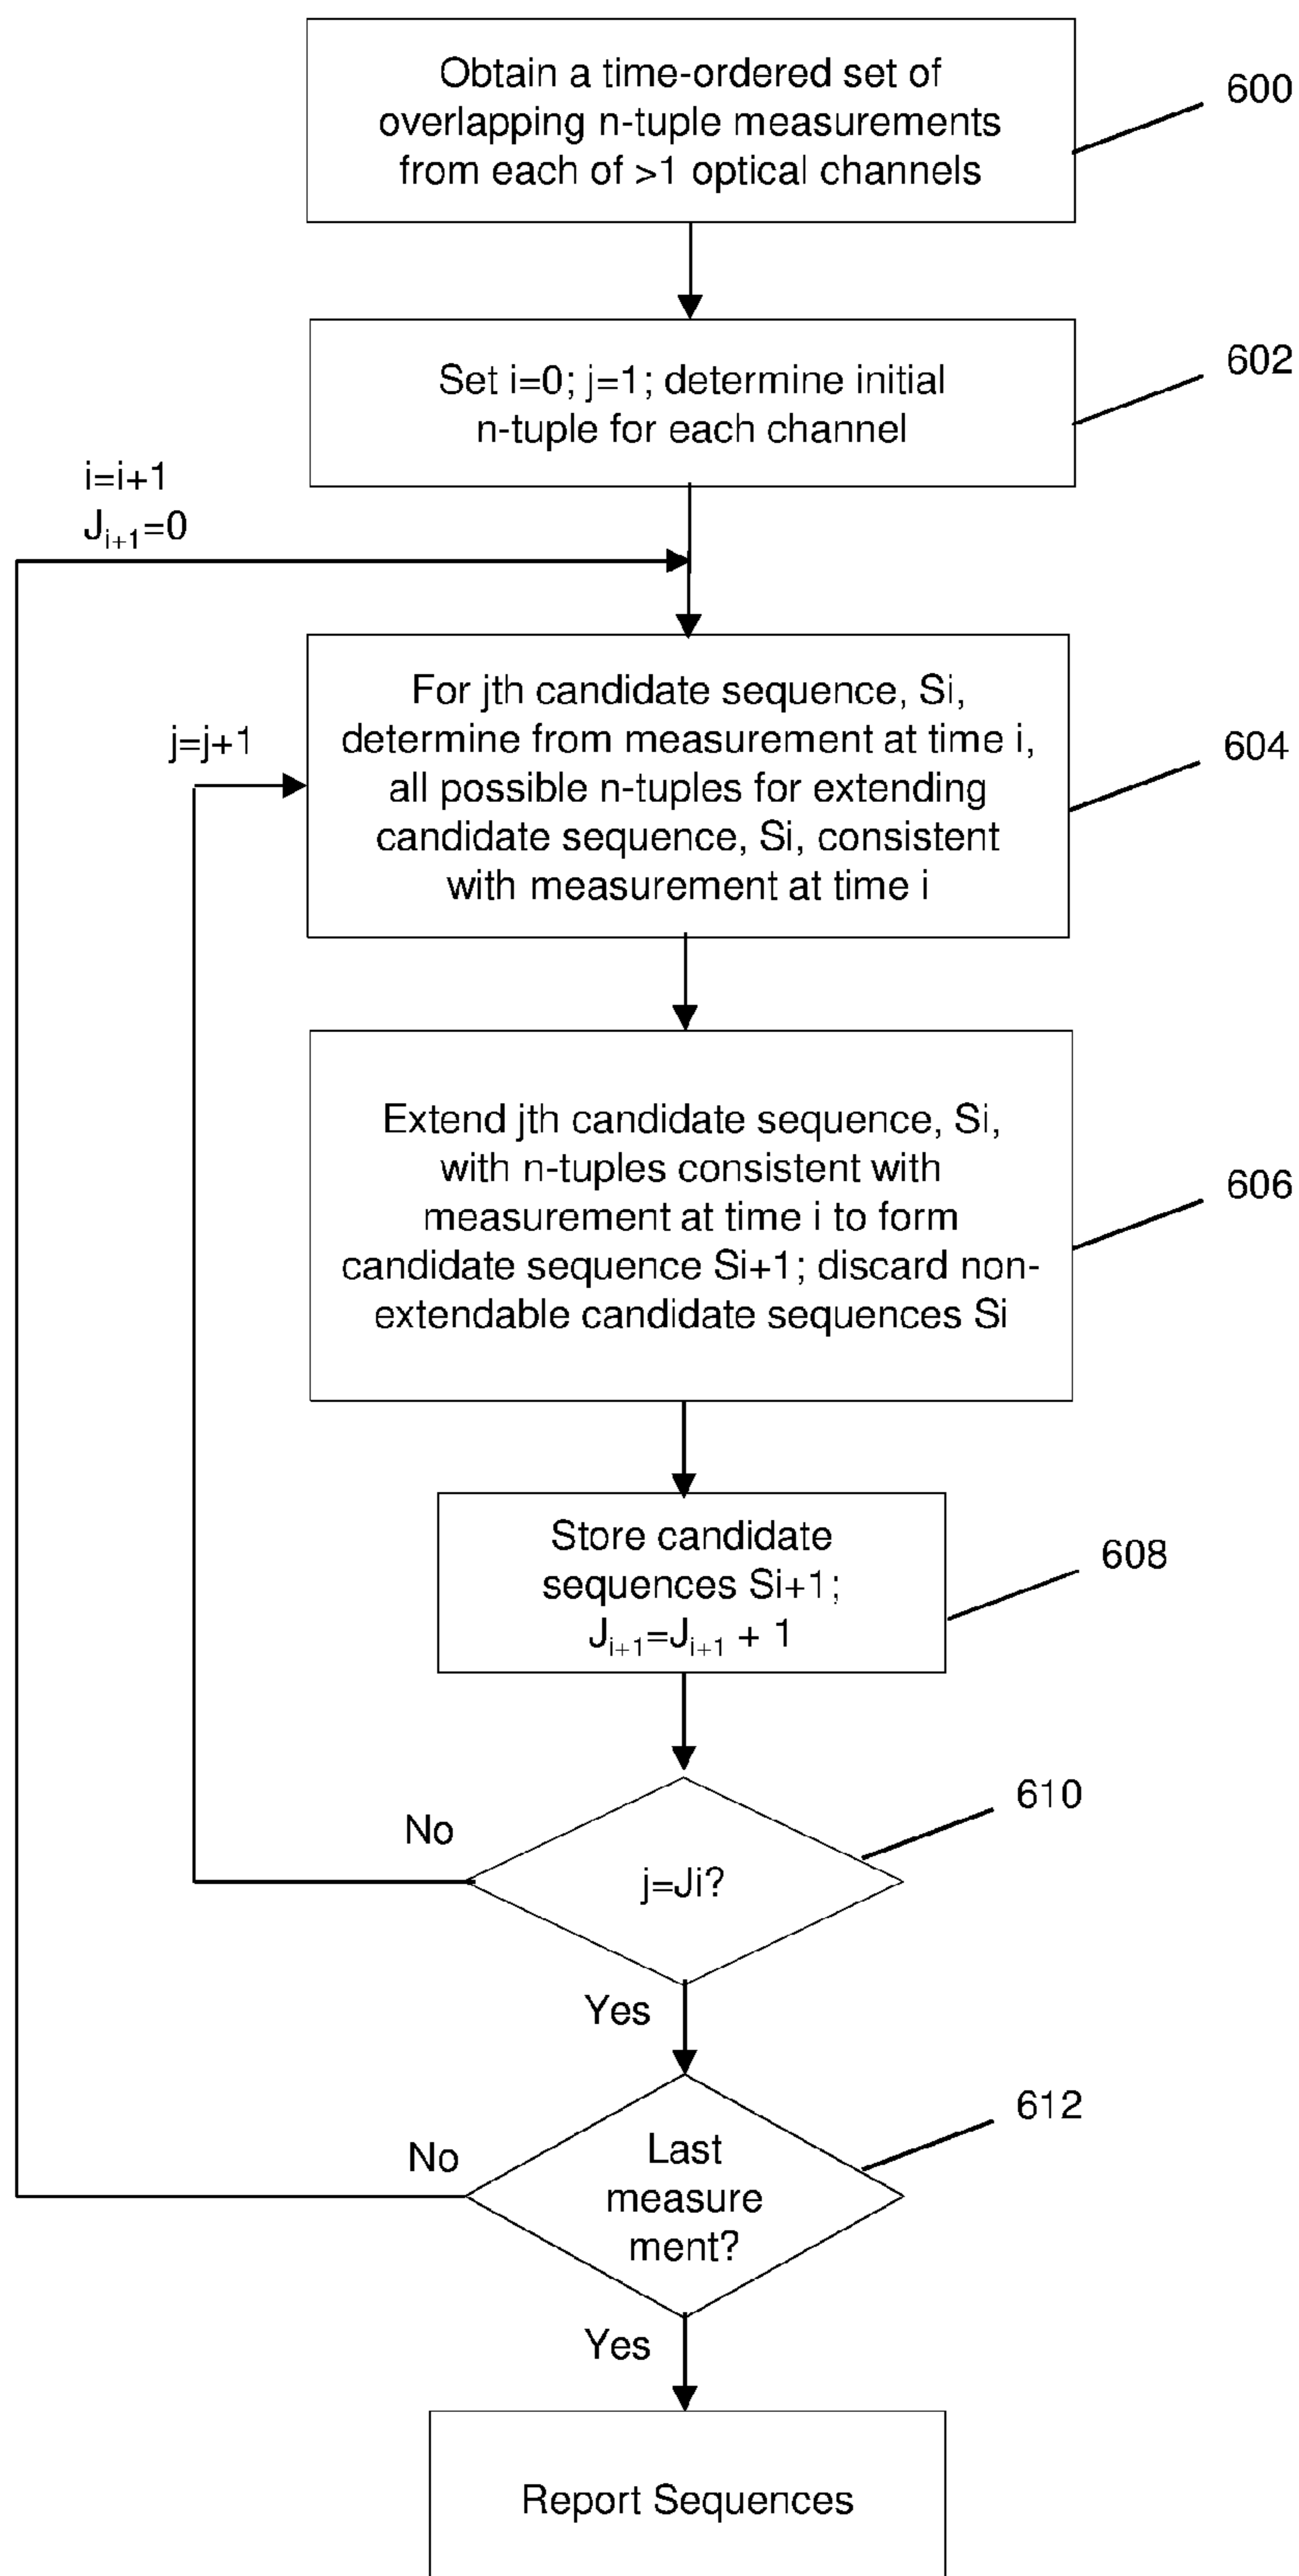 Obtain a time-ordered set of
overlapping n-tuple measurements
from each of >1 optical channels
600
Set i=0; j=1; determine initial
n-tuple for each channel
602
i=i+1
J_{i+1}=0
For jth candidate sequence, Si,
determine from measurement at time i,
all possible n-tuples for extending
candidate sequence, Si, consistent
with measurement at time i
604
j=j+1
Extend jth candidate sequence, Si,
with n-tuples consistent with
measurement at time i to form
candidate sequence Si+1; discard non-
extendable candidate sequences Si
606
Store candidate
sequences Si+1;
J_{i+1}=J_{i+1} + 1
608
610
No
j=Ji?
Yes
612
No
Last
measure
ment?
Yes
Report Sequences